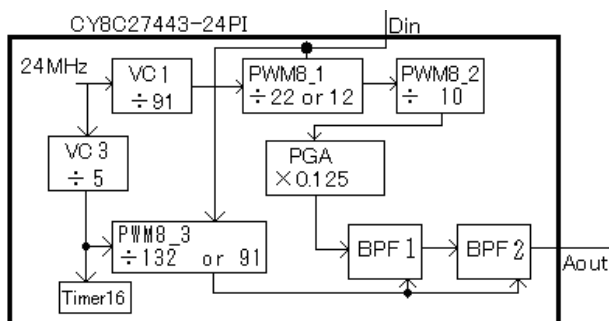 CY8C27443-24PI
Din
24MHz
VC1
÷91
PWM8_1
÷22 or 12
PWM8_2
÷ 10
VC3
÷5
PGA
×0.125
PWM8_3
÷132 or 91
BPF1
BPF2
Aout
Timer16